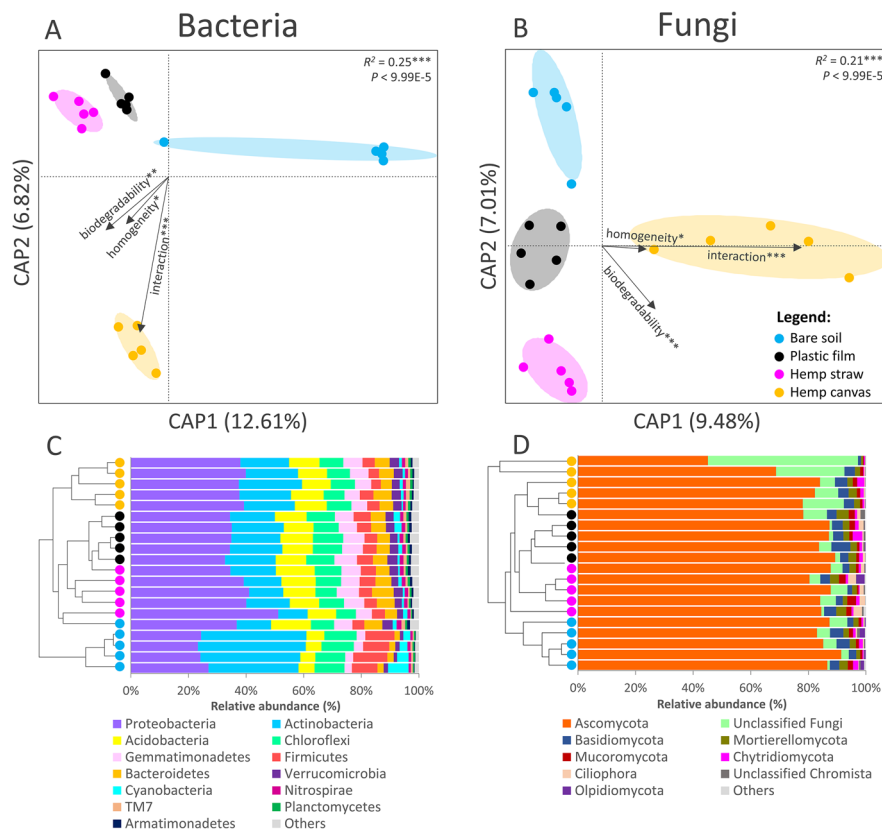 A Bacteria
R² = 0.25***
P < 9.99E-5
CAP2 (6.82%)
biodegradability**
homogeneity*
interaction***
CAP1 (12.61%)
B Fungi
R² = 0.21***
P < 9.99E-5
CAP2 (7.01%)
homogeneity*
interaction***
biodegradability***
Legend:
Bare soil
Plastic film
Hemp straw
Hemp canvas
CAP1 (9.48%)
C
0% 20% 40% 60% 80% 100%
Relative abundance (%)
Proteobacteria Actinobacteria
Acidobacteria Chloroflexi
Gemmatimonadetes Firmicutes
Bacteroidetes Verrucomicrobia
Cyanobacteria Nitrospirae
TM7 Planctomycetes
Armatimonadetes Others
D
0% 20% 40% 60% 80% 100%
Relative abundance (%)
Ascomycota Unclassified Fungi
Basidiomycota Mortierellomycota
Mucoromycota Chytridiomycota
Ciliophora Unclassified Chromista
Olpidiomycota Others